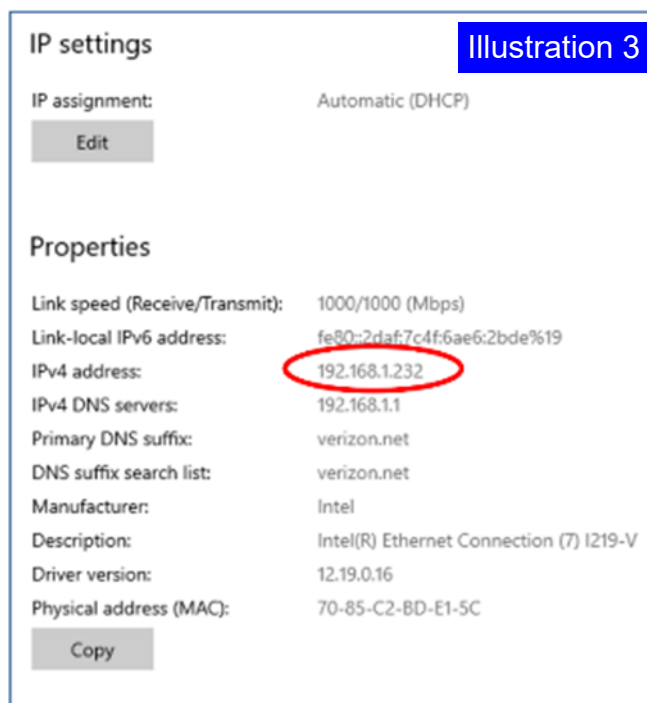 IP settings
Illustration 3
IP assignment: Automatic (DHCP)
Edit
Properties
Link speed (Receive/Transmit): 1000/1000 (Mbps)
Link-local IPv6 address: fe80::2daf:7c4f:6ae6:2bde%19
IPv4 address: 192.168.1.232
IPv4 DNS servers: 192.168.1.1
Primary DNS suffix: verizon.net
DNS suffix search list: verizon.net
Manufacturer: Intel
Description: Intel(R) Ethernet Connection (7) I219-V
Driver version: 12.19.0.16
Physical address (MAC): 70-85-C2-BD-E1-5C
Copy